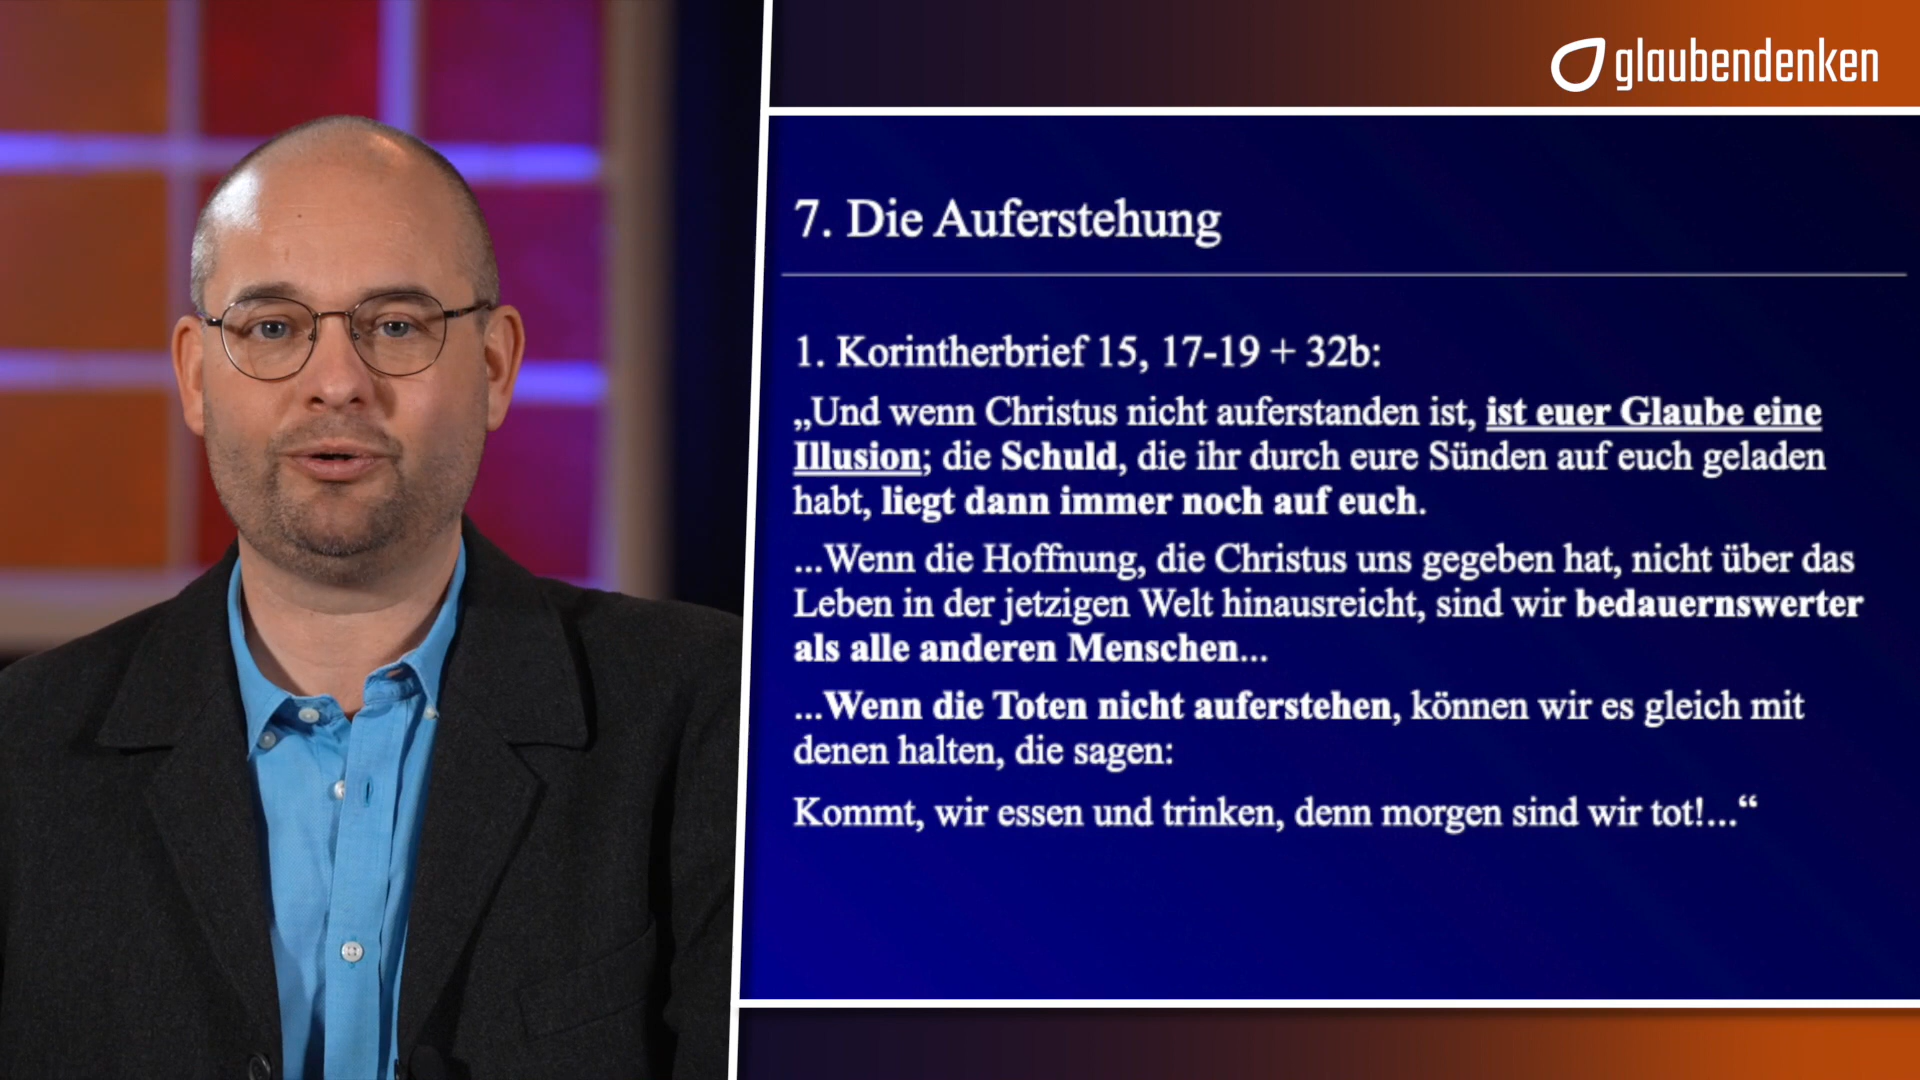 glaubendenken
7. Die Auferstehung
1. Korintherbrief 15, 17-19 + 32b:
„Und wenn Christus nicht auferstanden ist, ist euer Glaube eine
Illusion; die Schuld, die ihr durch eure Sünden auf euch geladen
habt, liegt dann immer noch auf euch.
...Wenn die Hoffnung, die Christus uns gegeben hat, nicht über das
Leben in der jetzigen Welt hinausreicht, sind wir bedauernswerter
als alle anderen Menschen...
...Wenn die Toten nicht auferstehen, können wir es gleich mit
denen halten, die sagen:
Kommt, wir essen und trinken, denn morgen sind wir tot!...“